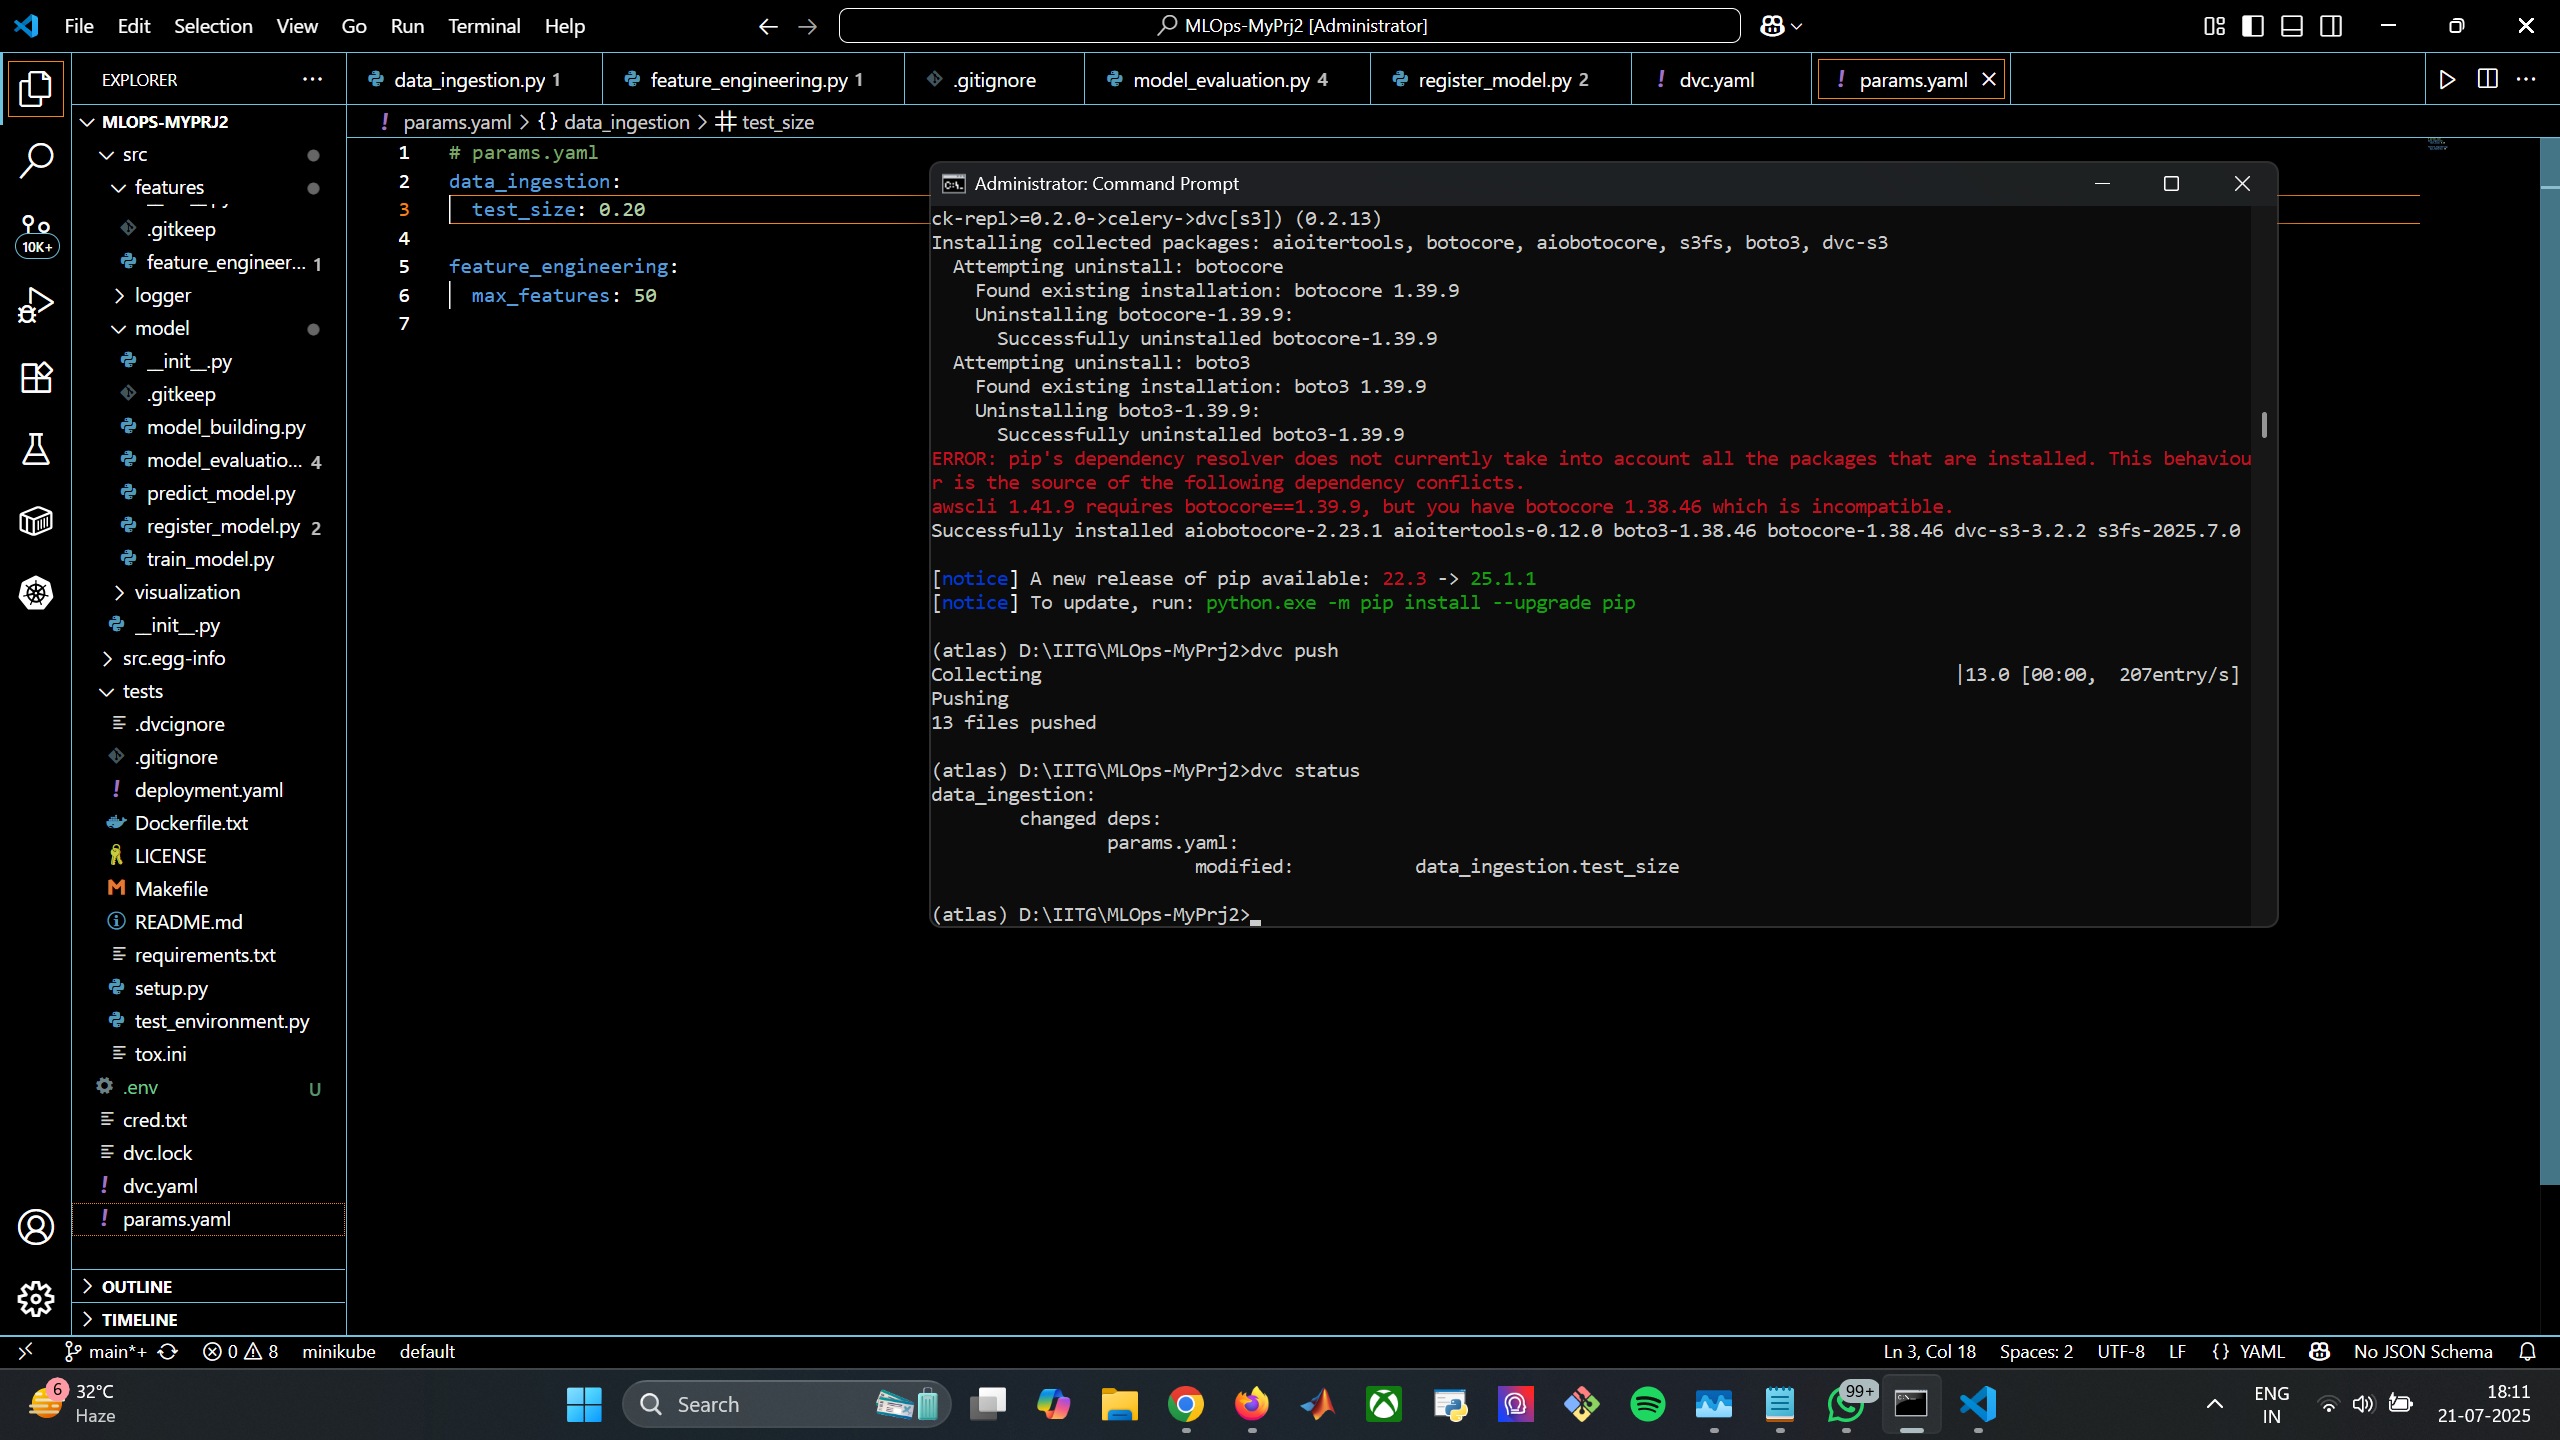 File Edit Selection View Go Run Terminal Help
MLOps-MyPrj2 [Administrator]
EXPLORER
data_ingestion.py 1
feature_engineering.py 1
.gitignore
model_evaluation.py 4
register_model.py 2
! dvc.yaml
! params.yaml
! params.yaml > {} data_ingestion > # test_size
MLOPS-MYPRJ2
src
features
.gitkeep
feature_engineer... 1
logger
model
__init__.py
.gitkeep
model_building.py
model_evaluatio... 4
predict_model.py
register_model.py 2
train_model.py
visualization
__init__.py
src.egg-info
tests
.dvcignore
.gitignore
! deployment.yaml
Dockerfile.txt
LICENSE
Makefile
README.md
requirements.txt
setup.py
test_environment.py
tox.ini
.env U
cred.txt
dvc.lock
! dvc.yaml
! params.yaml
OUTLINE
TIMELINE
10K+
1 # params.yaml
2 data_ingestion:
3 test_size: 0.20
4
5 feature_engineering:
6 max_features: 50
7
Administrator: Command Prompt
ck-repl>=0.2.0->celery->dvc[s3]) (0.2.13)
Installing collected packages: aioitertools, botocore, aiobotocore, s3fs, boto3, dvc-s3
Attempting uninstall: botocore
Found existing installation: botocore 1.39.9
Uninstalling botocore-1.39.9:
Successfully uninstalled botocore-1.39.9
Attempting uninstall: boto3
Found existing installation: boto3 1.39.9
Uninstalling boto3-1.39.9:
Successfully uninstalled boto3-1.39.9
ERROR: pip's dependency resolver does not currently take into account all the packages that are installed. This behaviou
r is the source of the following dependency conflicts.
awscli 1.41.9 requires botocore==1.39.9, but you have botocore 1.38.46 which is incompatible.
Successfully installed aiobotocore-2.23.1 aioitertools-0.12.0 boto3-1.38.46 botocore-1.38.46 dvc-s3-3.2.2 s3fs-2025.7.0
[notice] A new release of pip available: 22.3 -> 25.1.1
[notice] To update, run: python.exe -m pip install --upgrade pip
(atlas) D:\IITG\MLOps-MyPrj2>dvc push
Collecting |13.0 [00:00, 207entry/s]
Pushing
13 files pushed
(atlas) D:\IITG\MLOps-MyPrj2>dvc status
data_ingestion:
changed deps:
params.yaml:
modified: data_ingestion.test_size
(atlas) D:\IITG\MLOps-MyPrj2>
main*+ 0 8 minikube default
Ln 3, Col 18 Spaces: 2 UTF-8 LF {} YAML No JSON Schema
6
32°C
Haze
Search
99+
ENG
IN
18:11
21-07-2025